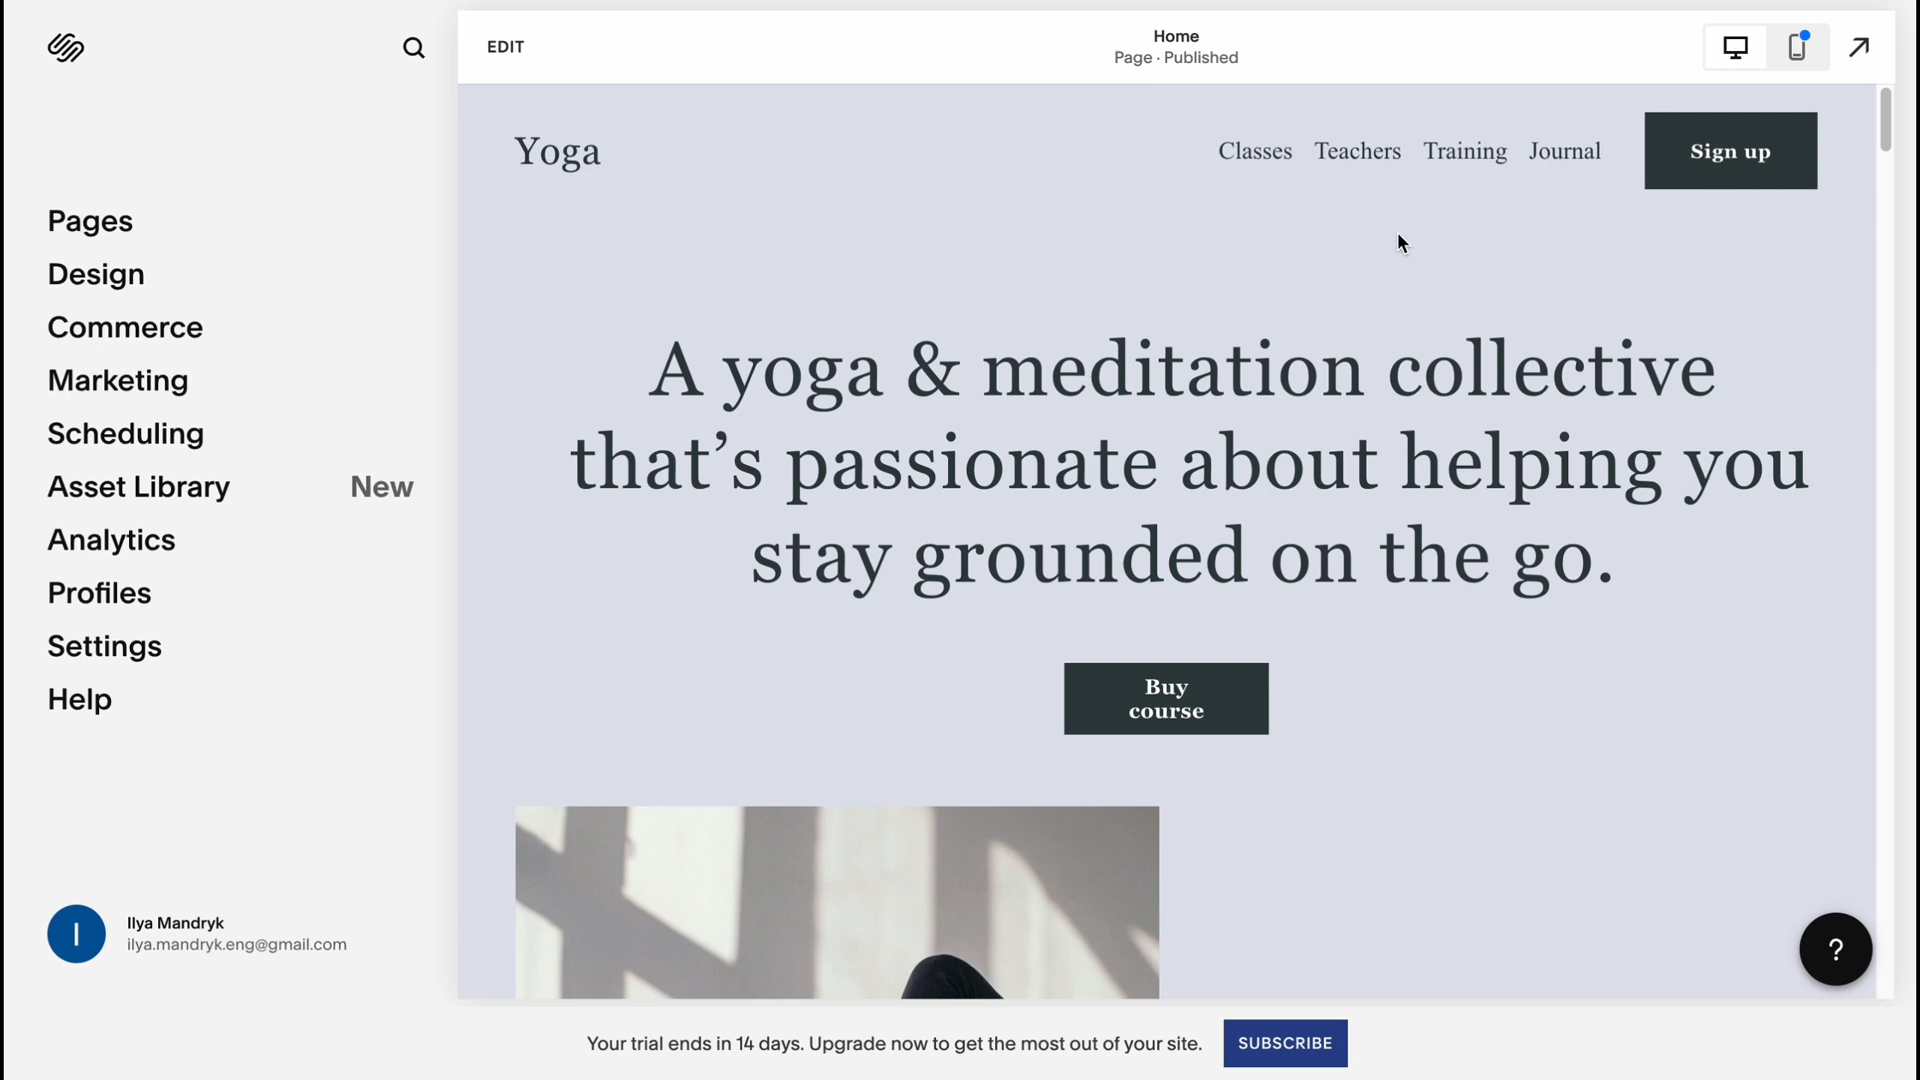 EDIT
Home
Page · Published
Pages
Design
Commerce
Marketing
Scheduling
Asset Library New
Analytics
Profiles
Settings
Help
I
Ilya Mandryk
ilya.mandryk.eng@gmail.com
Yoga
Classes Teachers Training Journal
Sign up
A yoga & meditation collective
that’s passionate about helping you
stay grounded on the go.
Buy
course
?
Your trial ends in 14 days. Upgrade now to get the most out of your site.
SUBSCRIBE